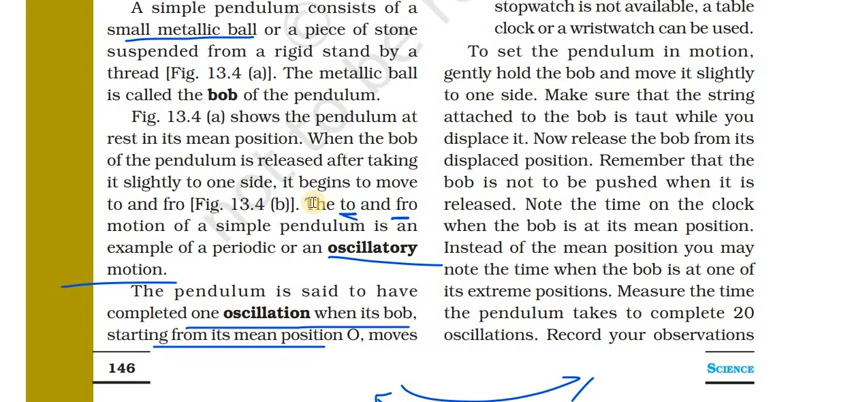 A simple pendulum consists of a
small metallic ball or a piece of stone
suspended from a rigid stand by a
thread [Fig. 13.4 (a)]. The metallic ball
is called the bob of the pendulum.
Fig. 13.4 (a) shows the pendulum at
rest in its mean position. When the bob
of the pendulum is released after taking
it slightly to one side, it begins to move
to and fro [Fig. 13.4 (b)]. The to and fro
motion of a simple pendulum is an
example of a periodic or an oscillatory
motion.
The pendulum is said to have
completed one oscillation when its bob,
starting from its mean position O, moves
146
stopwatch is not available, a table
clock or a wristwatch can be used.
To set the pendulum in motion,
gently hold the bob and move it slightly
to one side. Make sure that the string
attached to the bob is taut while you
displace it. Now release the bob from its
displaced position. Remember that the
bob is not to be pushed when it is
released. Note the time on the clock
when the bob is at its mean position.
Instead of the mean position you may
note the time when the bob is at one of
its extreme positions. Measure the time
the pendulum takes to complete 20
oscillations. Record your observations
SCIENCE
not to be re